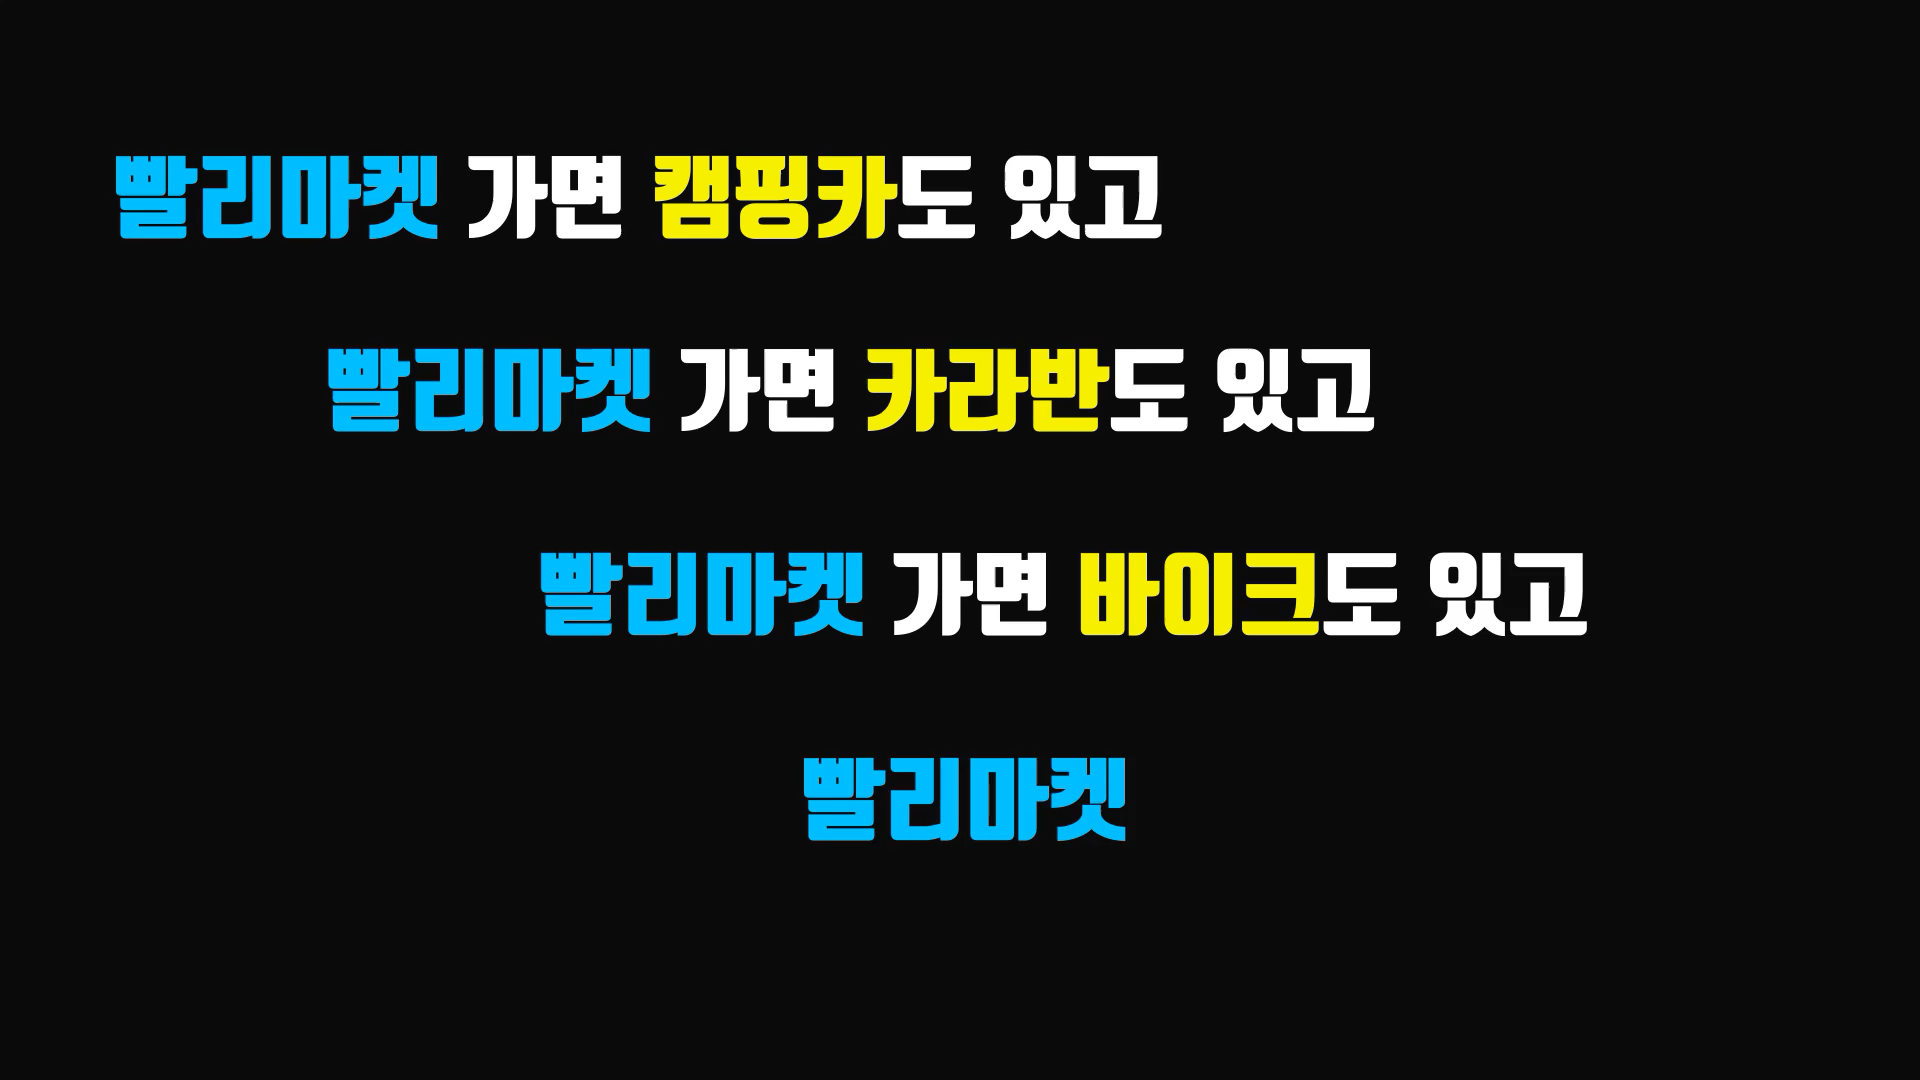 빨리마켓 가면 캠핑카도 있고
빨리마켓 가면 카라반도 있고
빨리마켓 가면 바이크도 있고
빨리마켓